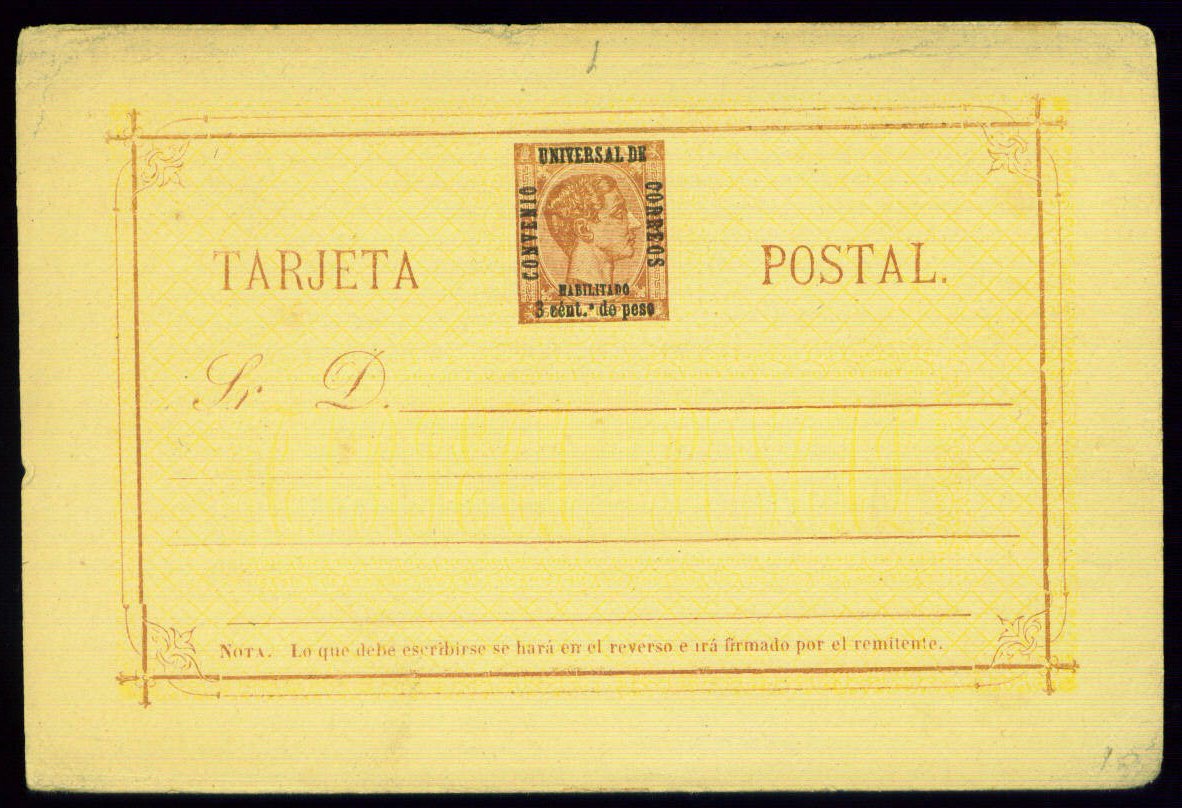 UNIVERSAL DE
CONVENIO
CORREOS
HABILITADO
3 cént.ˢ de peso
TARJETA POSTAL.
Sr. D.
NOTA. Lo que debe escribirse se hará en el reverso e irá firmado por el remitente.